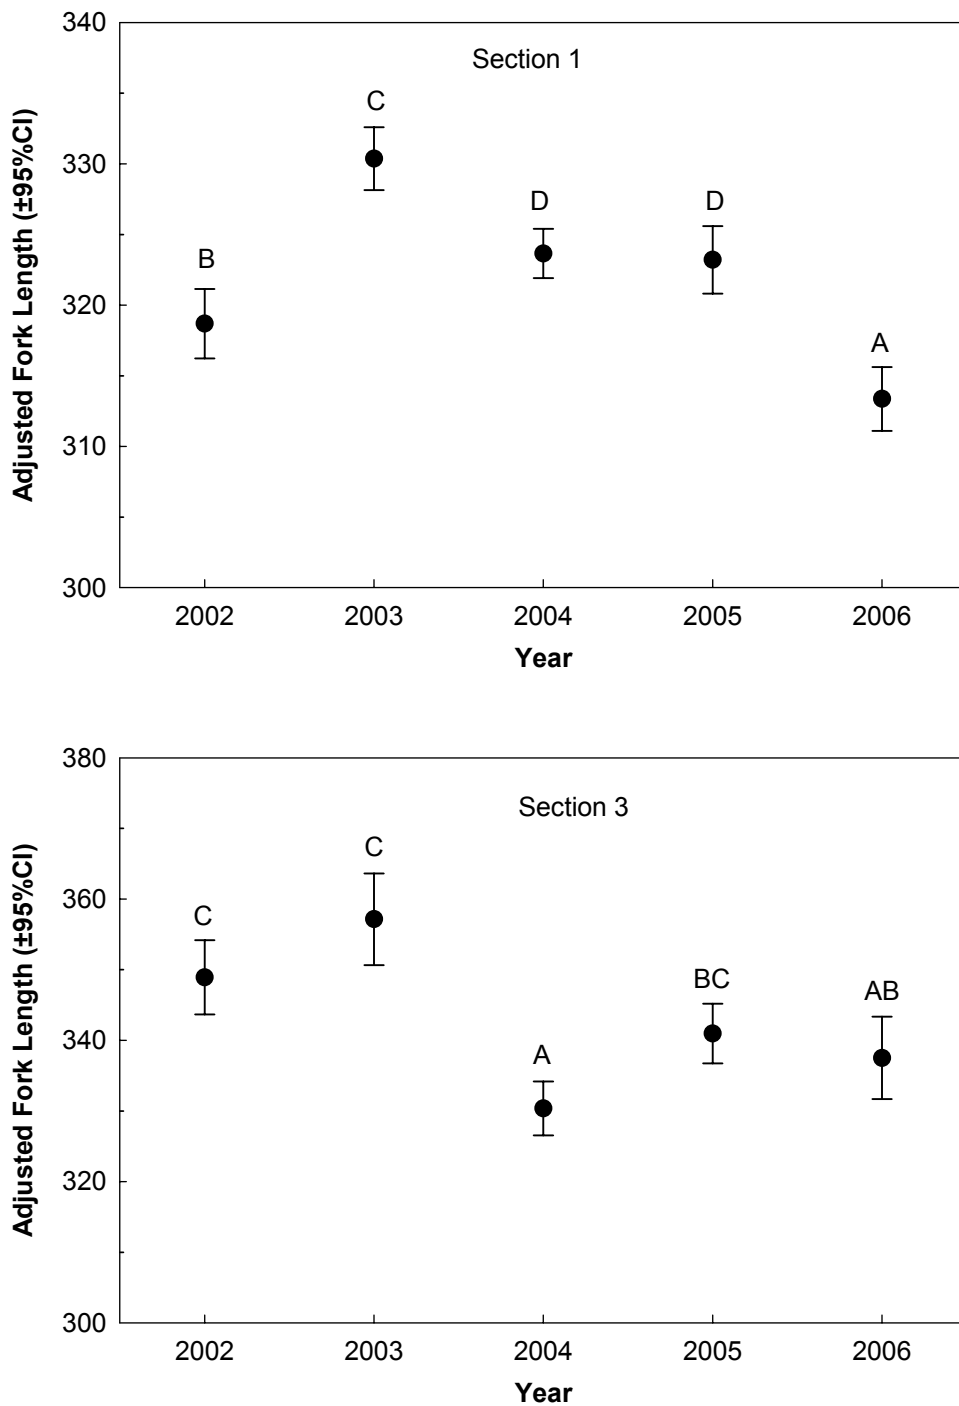 340
Section 1
C
330
D
D
B
320
A
310
300
2002 2003 2004 2005 2006
Year
Adjusted Fork Length (±95%CI)
380
Section 3
C
360
C
BC
AB
340
A
320
300
2002 2003 2004 2005 2006
Year
Adjusted Fork Length (±95%CI)